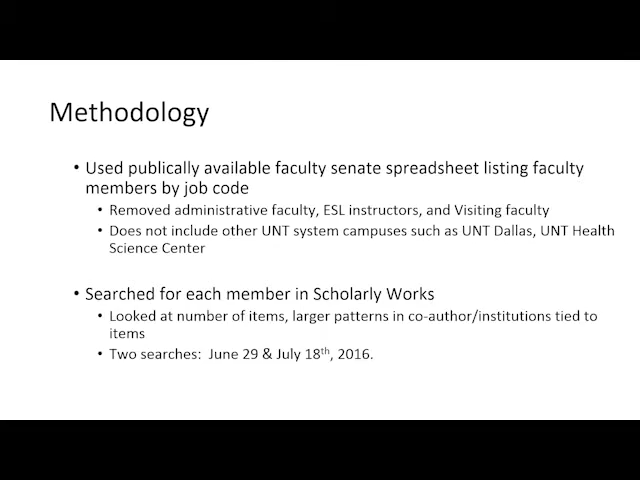 Methodology
• Used publically available faculty senate spreadsheet listing faculty
members by job code
• Removed administrative faculty, ESL instructors, and Visiting faculty
• Does not include other UNT system campuses such as UNT Dallas, UNT Health
Science Center
• Searched for each member in Scholarly Works
• Looked at number of items, larger patterns in co-author/institutions tied to
items
• Two searches: June 29 & July 18th, 2016.